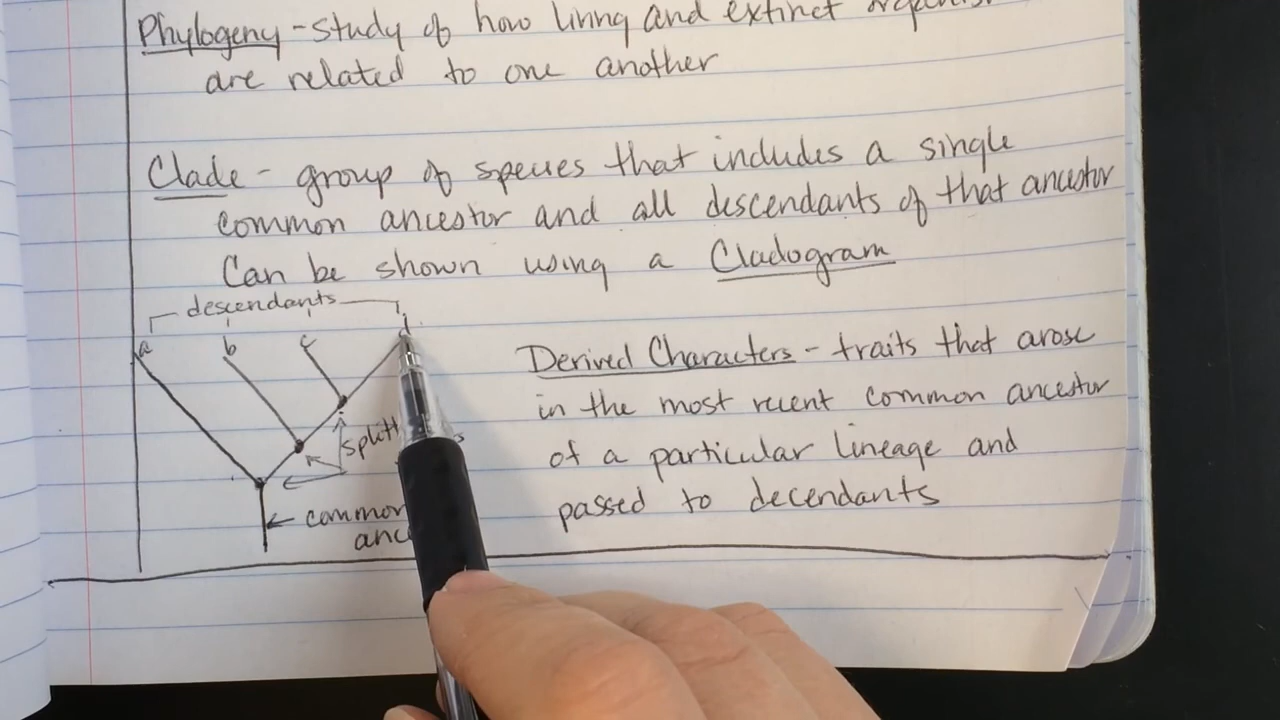 Phylogeny - study of how living and extinct
are related to one another
Clade - group of species that includes a single
common ancestor and all descendants of that ancestor
Can be shown using a Cladogram
descendants
a b c d
Derived Characters - traits that arose
in the most recent common ancestor
of a particular lineage and
passed to decendants
common